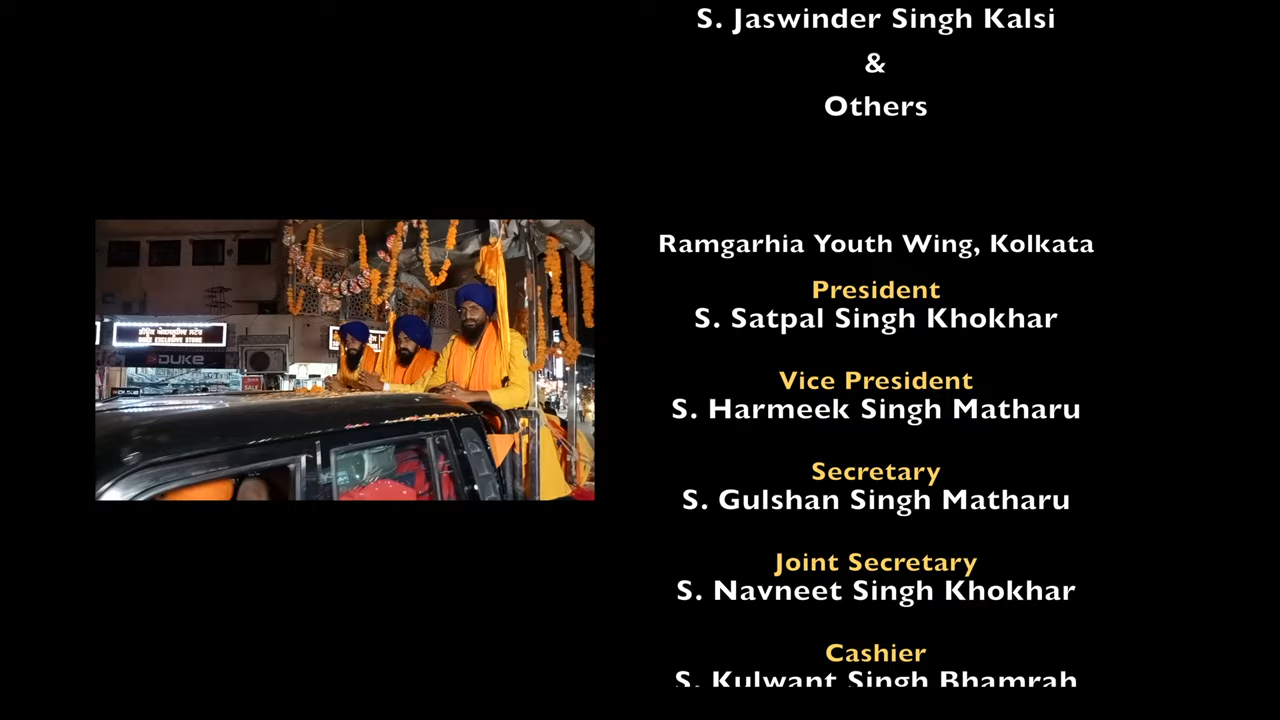 S. Jaswinder Singh Kalsi
&
Others
Ramgarhia Youth Wing, Kolkata
President
S. Satpal Singh Khokhar
Vice President
S. Harmeek Singh Matharu
Secretary
S. Gulshan Singh Matharu
Joint Secretary
S. Navneet Singh Khokhar
Cashier
S. Kulwant Singh Bhamrah
DUKE
SALE